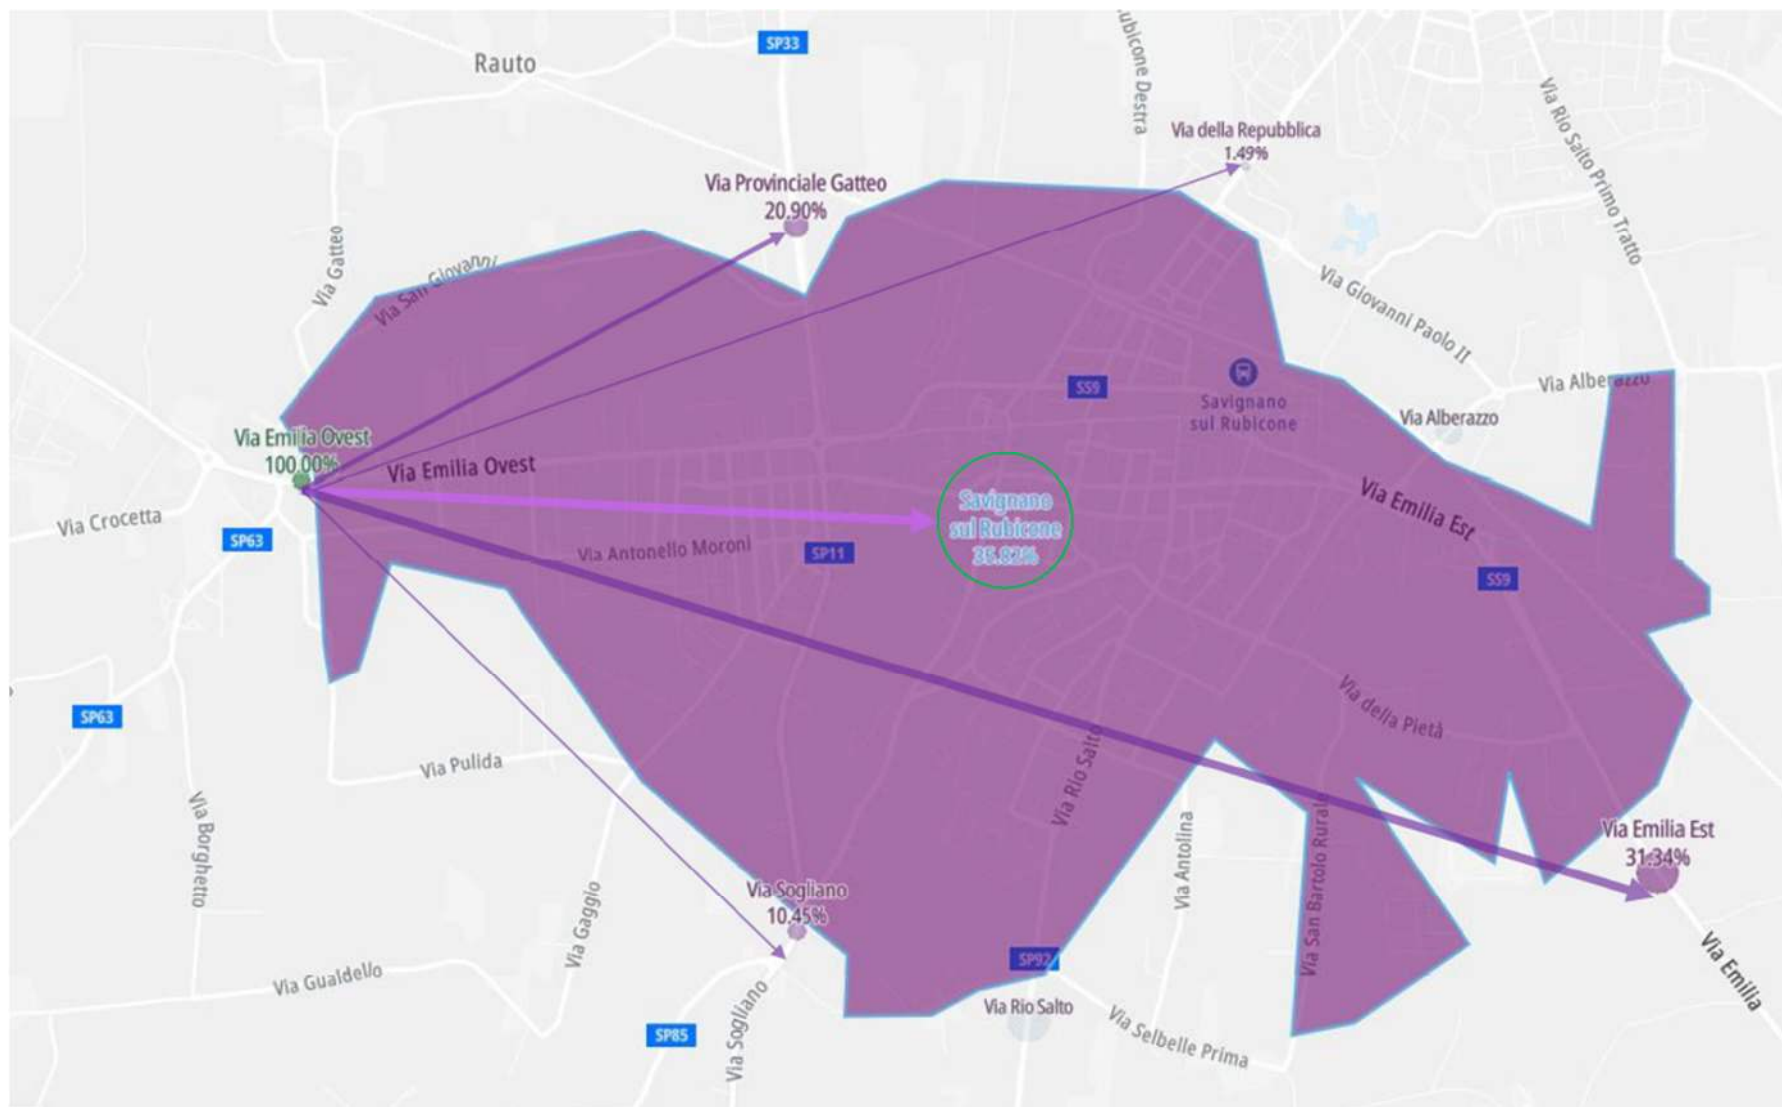 SP33
Rauto
ubicone Destra
Via Rio Salto Primo Tratto
Via della Repubblica
1.49%
Via Provinciale Gatteo
20.90%
Via Gatteo
Via San Giovanni
Via Giovanni Paolo II
SS9
Savignano
sul Rubicone
Via Alberazzo
Via Alberazzo
Via Emilia Ovest
100.00%
Via Emilia Ovest
Via Crocetta
SP63
Via Antonello Moroni
SP11
Savignano
sul Rubicone
35.82%
Via Emilia Est
SS9
SP63
Via Pulida
Via Rio Salto
Via della Pietà
Via Borghetto
Via Antolina
Via San Bartolo Rurale
Via Emilia Est
31.34%
Via Sogliano
10.45%
Via Gaggio
Via Gualdello
SP92
Via Emilia
Via Rio Salto
SP85
Via Sogliano
Via Selbelle Prima